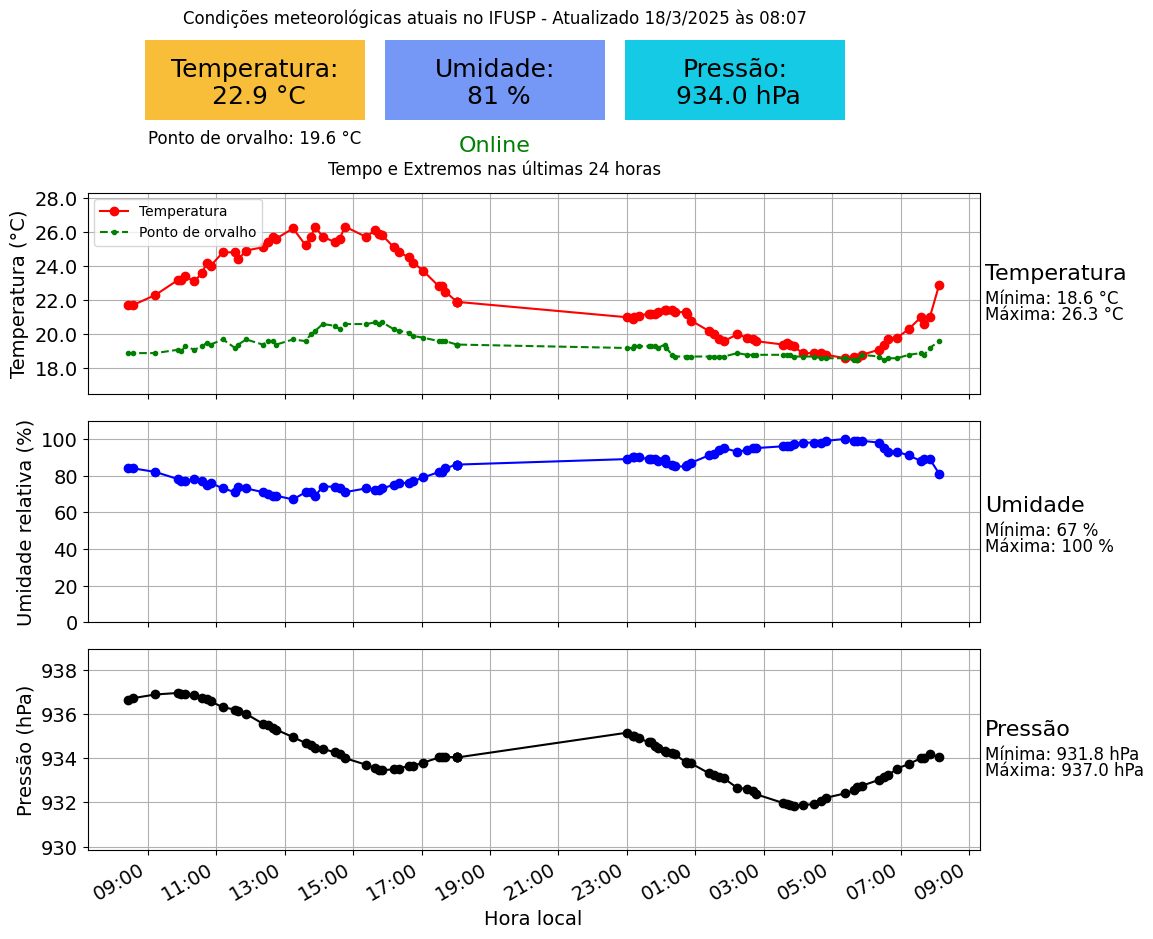 Condições meteorológicas atuais no IFUSP - Atualizado 18/3/2025 às 08:07
Temperatura:
22.9 °C
Umidade:
81 %
Pressão:
934.0 hPa
Ponto de orvalho: 19.6 °C
Online
Tempo e Extremos nas últimas 24 horas
Temperatura (°C)
28.0
26.0
24.0
22.0
20.0
18.0
Temperatura
Ponto de orvalho
Temperatura
Mínima: 18.6 °C
Máxima: 26.3 °C
Umidade relativa (%)
100
80
60
40
20
0
Umidade
Mínima: 67 %
Máxima: 100 %
Pressão (hPa)
938
936
934
932
930
Pressão
Mínima: 931.8 hPa
Máxima: 937.0 hPa
09:00 11:00 13:00 15:00 17:00 19:00 21:00 23:00 01:00 03:00 05:00 07:00 09:00
Hora local